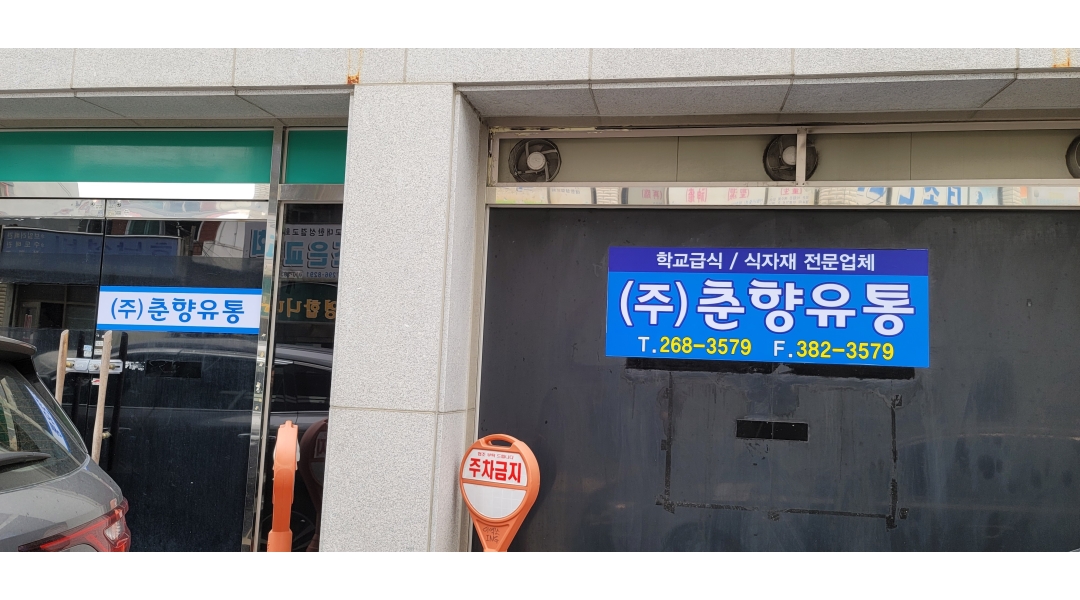 (주)춘향유통
학교급식 / 식자재 전문업체
(주)춘향유통
T.268-3579 F.382-3579
주차금지